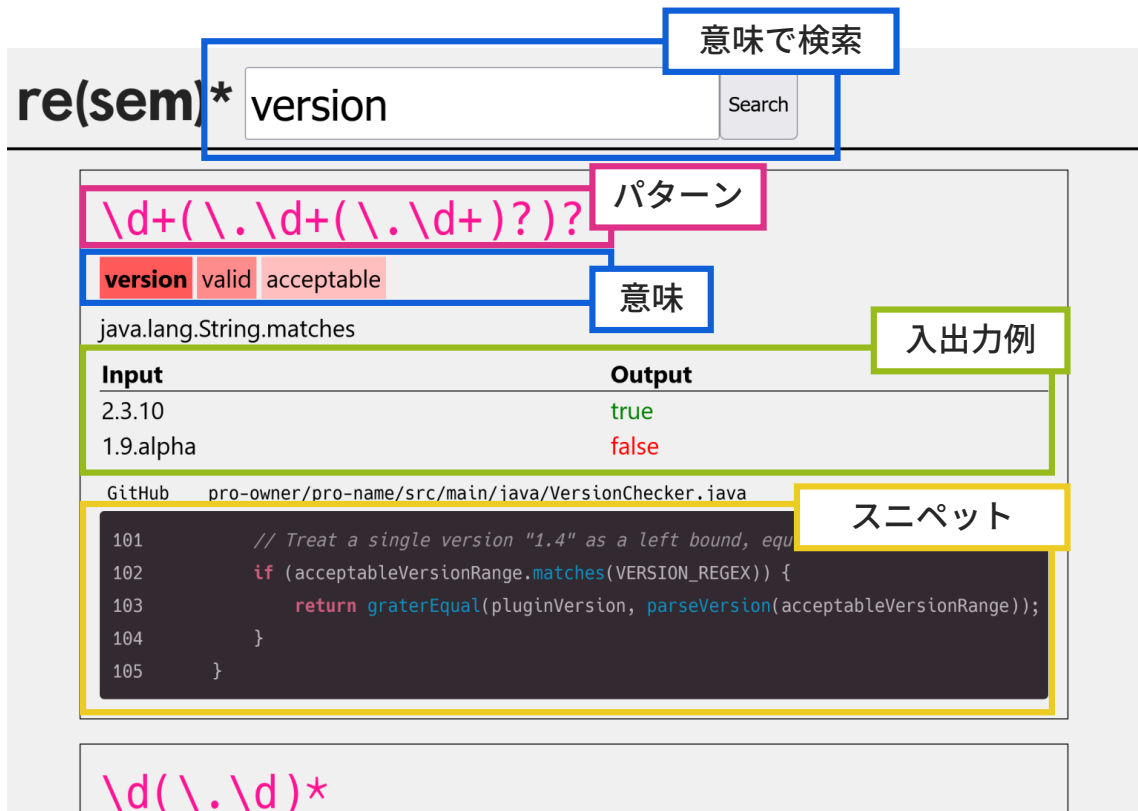 意味で検索
re(sem)* version Search
パターン
\d+(\.\d+(\.\d+)?)?
version valid acceptable
意味
java.lang.String.matches
入出力例
Input Output
2.3.10 true
1.9.alpha false
GitHub pro-owner/pro-name/src/main/java/VersionChecker.java
スニペット
101 // Treat a single version "1.4" as a left bound, equ
102 if (acceptableVersionRange.matches(VERSION_REGEX)) {
103 return graterEqual(pluginVersion, parseVersion(acceptableVersionRange));
104 }
105 }
\d(\.\d)*